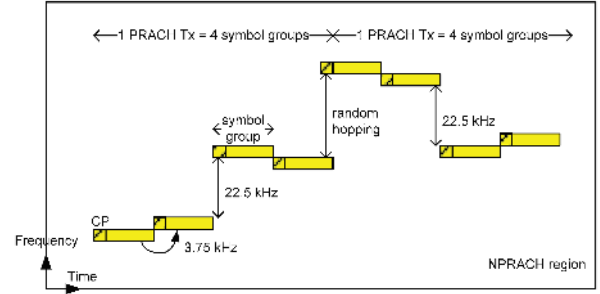 1 PRACH Tx = 4 symbol groups
1 PRACH Tx = 4 symbol groups
symbol
group
random
hopping
22.5 kHz
22 5 kHz
CP
3.75 kHz
Frequency
Time
NPRACH region